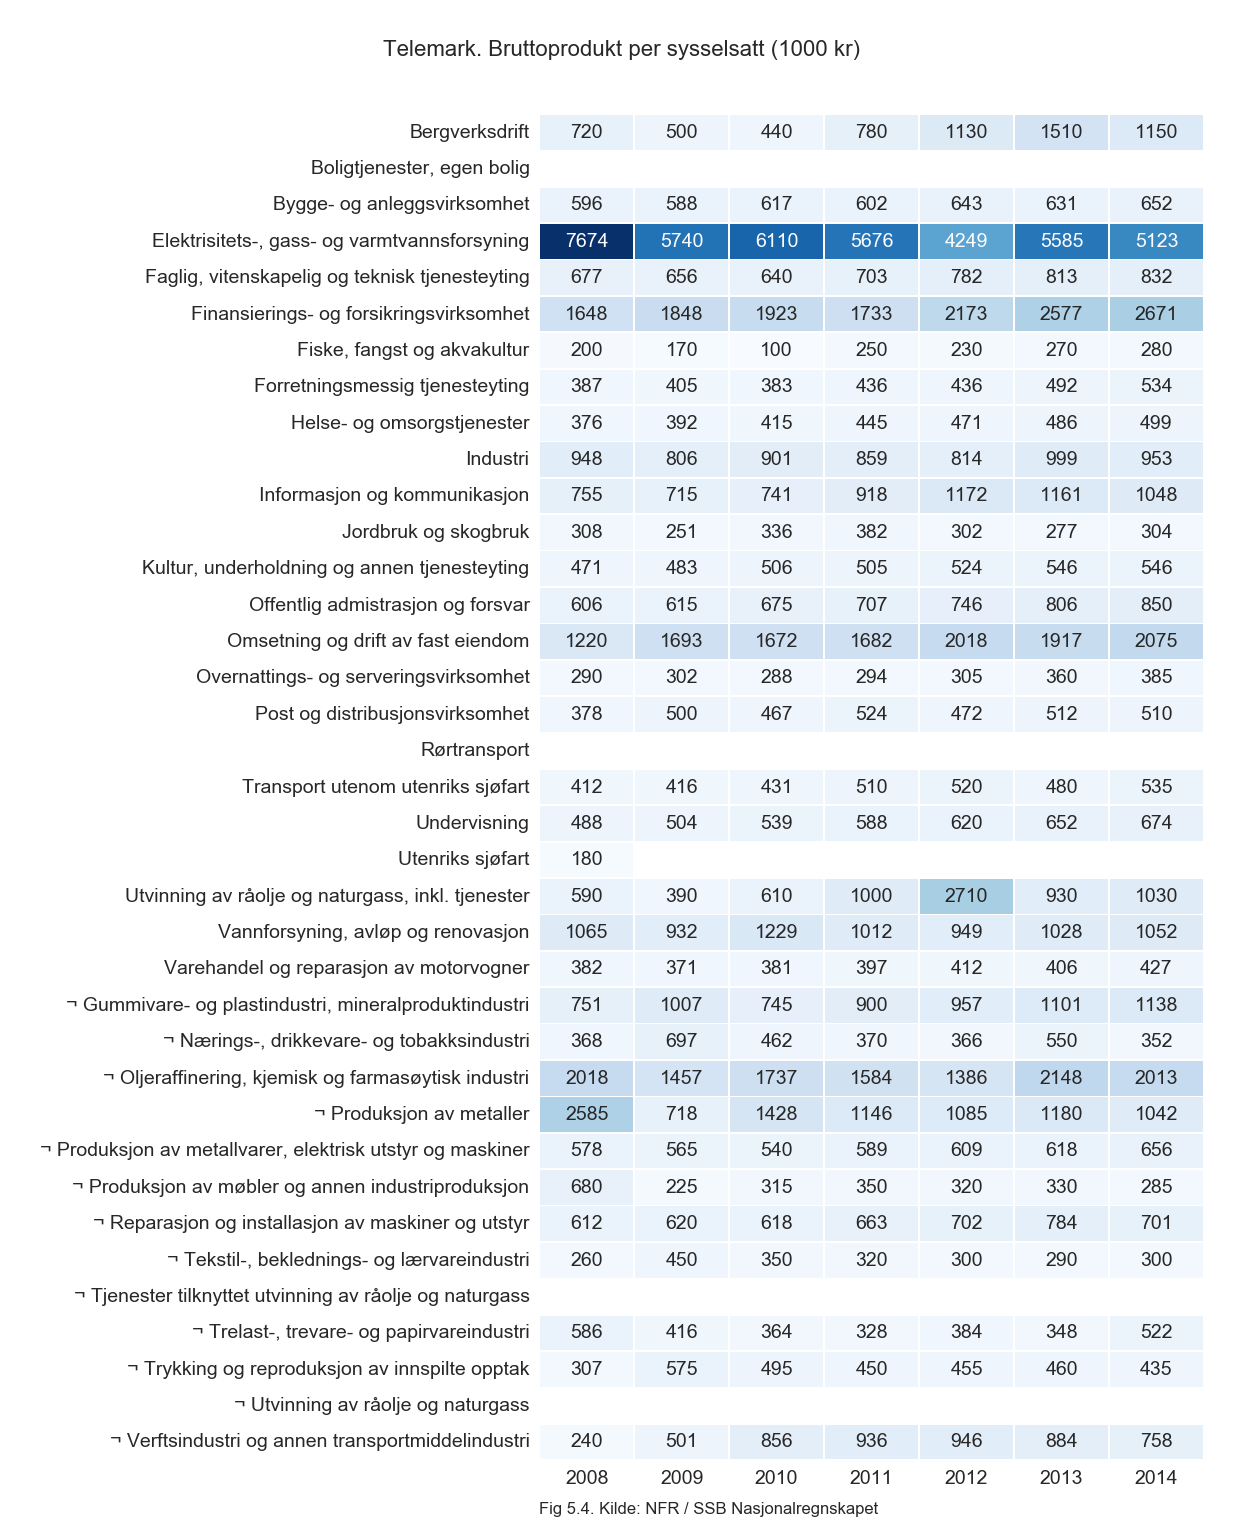 Telemark. Bruttoprodukt per sysselsatt (1000 kr)
Bergverksdrift 720 500 440 780 1130 1510 1150
Boligtjenester, egen bolig
Bygge- og anleggsvirksomhet 596 588 617 602 643 631 652
Elektrisitets-, gass- og varmtvannsforsyning 7674 5740 6110 5676 4249 5585 5123
Faglig, vitenskapelig og teknisk tjenesteyting 677 656 640 703 782 813 832
Finansierings- og forsikringsvirksomhet 1648 1848 1923 1733 2173 2577 2671
Fiske, fangst og akvakultur 200 170 100 250 230 270 280
Forretningsmessig tjenesteyting 387 405 383 436 436 492 534
Helse- og omsorgstjenester 376 392 415 445 471 486 499
Industri 948 806 901 859 814 999 953
Informasjon og kommunikasjon 755 715 741 918 1172 1161 1048
Jordbruk og skogbruk 308 251 336 382 302 277 304
Kultur, underholdning og annen tjenesteyting 471 483 506 505 524 546 546
Offentlig admistrasjon og forsvar 606 615 675 707 746 806 850
Omsetning og drift av fast eiendom 1220 1693 1672 1682 2018 1917 2075
Overnattings- og serveringsvirksomhet 290 302 288 294 305 360 385
Post og distribusjonsvirksomhet 378 500 467 524 472 512 510
Rørtransport
Transport utenom utenriks sjøfart 412 416 431 510 520 480 535
Undervisning 488 504 539 588 620 652 674
Utenriks sjøfart 180
Utvinning av råolje og naturgass, inkl. tjenester 590 390 610 1000 2710 930 1030
Vannforsyning, avløp og renovasjon 1065 932 1229 1012 949 1028 1052
Varehandel og reparasjon av motorvogner 382 371 381 397 412 406 427
¬ Gummivare- og plastindustri, mineralproduktindustri 751 1007 745 900 957 1101 1138
¬ Nærings-, drikkevare- og tobakksindustri 368 697 462 370 366 550 352
¬ Oljeraffinering, kjemisk og farmasøytisk industri 2018 1457 1737 1584 1386 2148 2013
¬ Produksjon av metaller 2585 718 1428 1146 1085 1180 1042
¬ Produksjon av metallvarer, elektrisk utstyr og maskiner 578 565 540 589 609 618 656
¬ Produksjon av møbler og annen industriproduksjon 680 225 315 350 320 330 285
¬ Reparasjon og installasjon av maskiner og utstyr 612 620 618 663 702 784 701
¬ Tekstil-, beklednings- og lærvareindustri 260 450 350 320 300 290 300
¬ Tjenester tilknyttet utvinning av råolje og naturgass
¬ Trelast-, trevare- og papirvareindustri 586 416 364 328 384 348 522
¬ Trykking og reproduksjon av innspilte opptak 307 575 495 450 455 460 435
¬ Utvinning av råolje og naturgass
¬ Verftsindustri og annen transportmiddelindustri 240 501 856 936 946 884 758
2008 2009 2010 2011 2012 2013 2014
Fig 5.4. Kilde: NFR / SSB Nasjonalregnskapet